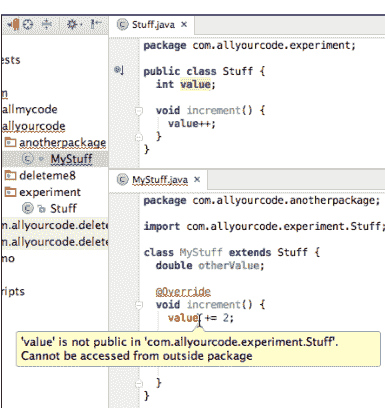 Stuff.java ×
package com.allyourcode.experiment;
public class Stuff {
int value;
void increment() {
value++;
}
}
ests
allmycode
allyourcode
anotherpackage
MyStuff
deleteme8
experiment
Stuff
m.allyourcode.delete
m.allyourcode.delete
mo
ripts
MyStuff.java ×
package com.allyourcode.anotherpackage;
import com.allyourcode.experiment.Stuff;
class MyStuff extends Stuff {
double otherValue;
@Override
void increment() {
value += 2;
'value' is not public in 'com.allyourcode.experiment.Stuff'.
Cannot be accessed from outside package
}
}